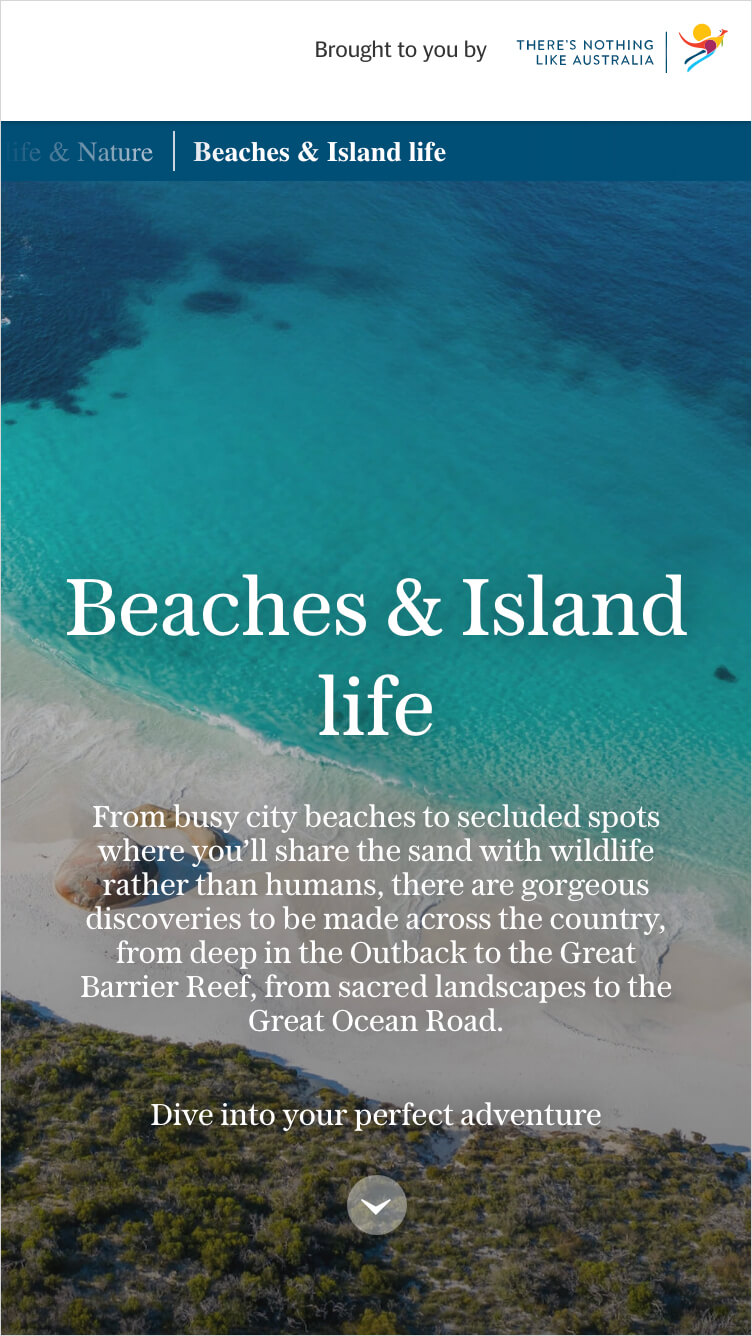 Brought to you by
THERE'S NOTHING
LIKE AUSTRALIA
ife & Nature
Beaches & Island life
Beaches & Island
life
From busy city beaches to secluded spots
where you’ll share the sand with wildlife
rather than humans, there are gorgeous
discoveries to be made across the country,
from deep in the Outback to the Great
Barrier Reef, from sacred landscapes to the
Great Ocean Road.
Dive into your perfect adventure